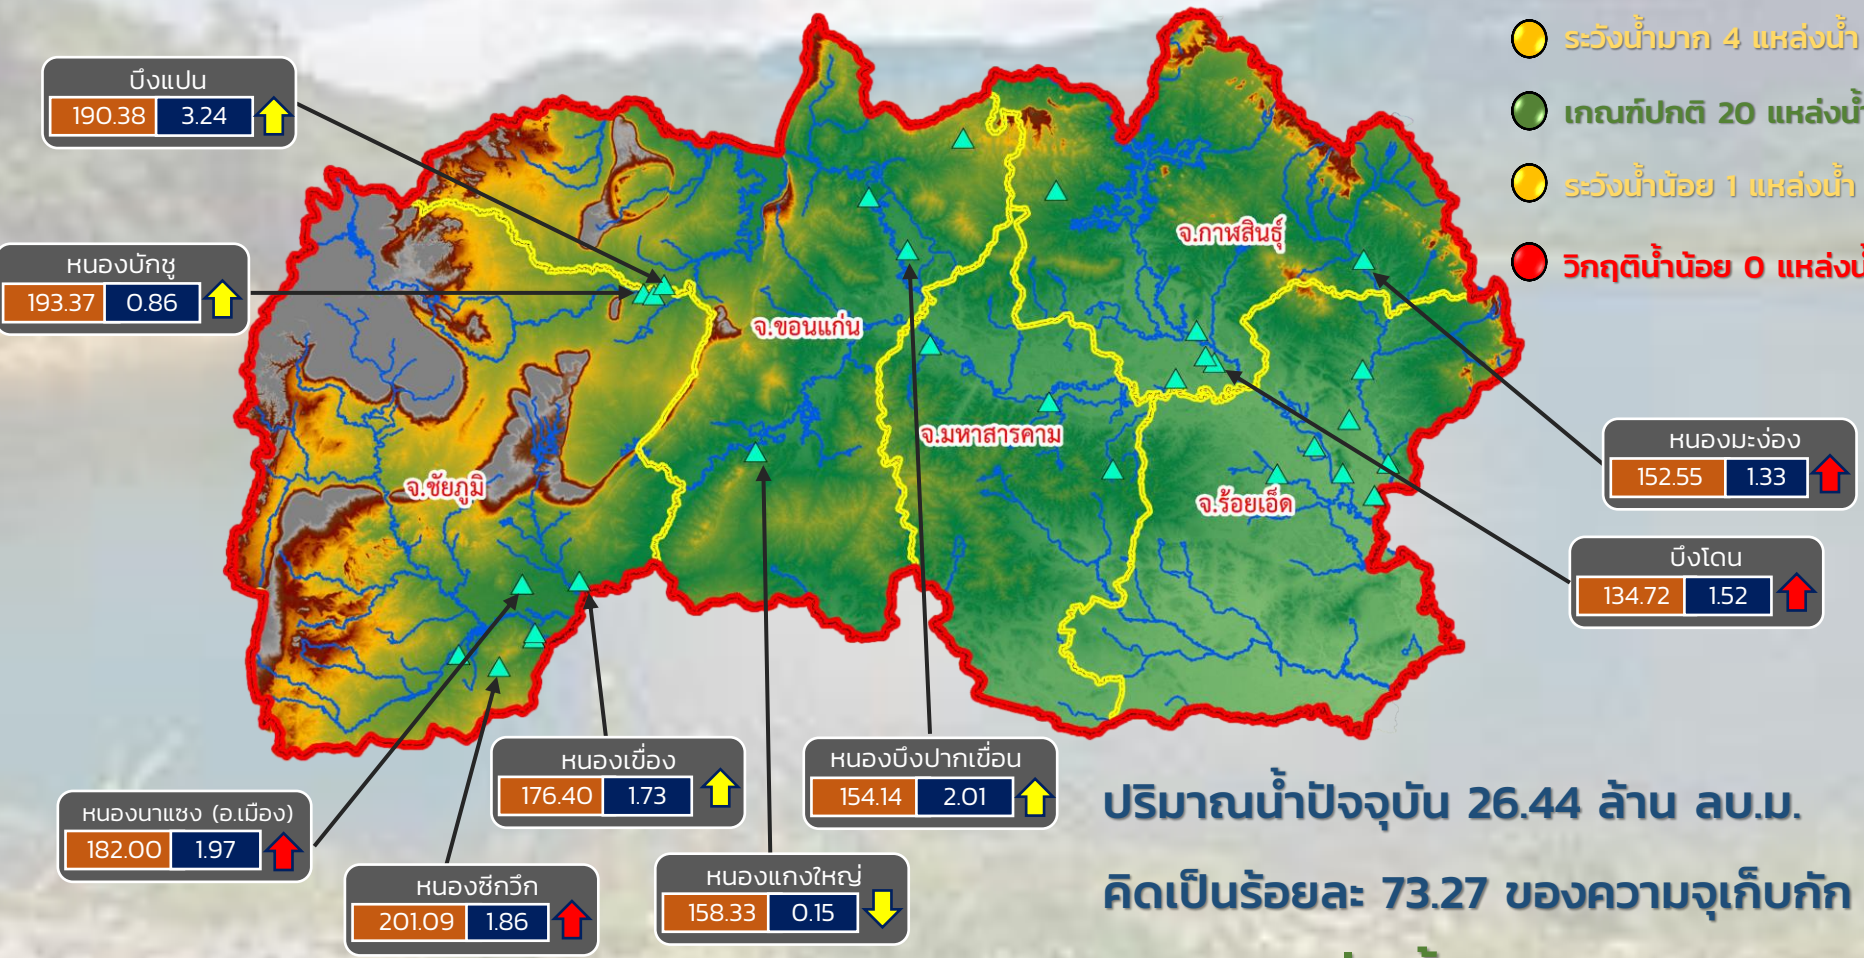 ระวังน้ำมาก 4 แหล่งน้ำ
เกณฑ์ปกติ 20 แหล่งน้ำ
ระวังน้ำน้อย 1 แหล่งน้ำ
วิกฤติน้ำน้อย 0 แหล่งน้ำ
บึงแปน
190.38 3.24
หนองบักชู
193.37 0.86
จ.กาฬสินธุ์
จ.ขอนแก่น
จ.มหาสารคาม
จ.ชัยภูมิ
จ.ร้อยเอ็ด
หนองมะง่อง
152.55 1.33
บึงโดน
134.72 1.52
หนองเขื่อง
176.40 1.73
หนองบึงปากเขื่อน
154.14 2.01
หนองนาแซง (อ.เมือง)
182.00 1.97
หนองซีกวึก
201.09 1.86
หนองแกงใหญ่
158.33 0.15
ปริมาณน้ำปัจจุบัน 26.44 ล้าน ลบ.ม.
คิดเป็นร้อยละ 73.27 ของความจุเก็บกัก